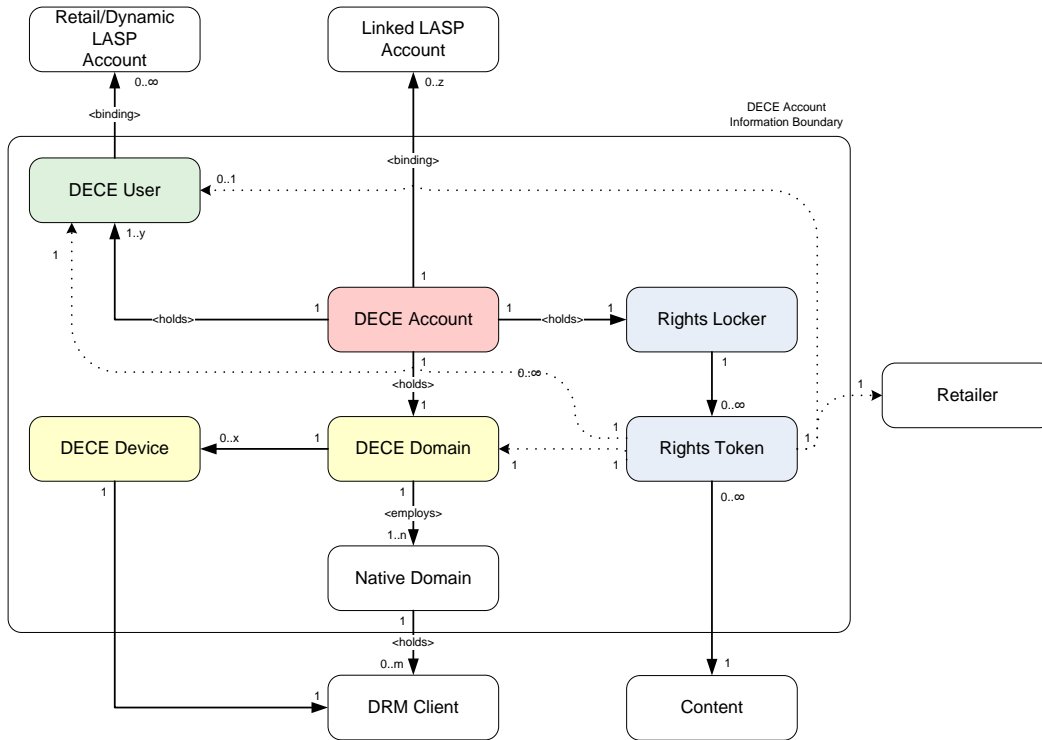 Retail/Dynamic
LASP
Account
Linked LASP
Account
0..∞
0..z
<binding>
DECE Account
Information Boundary
<binding>
DECE User
0..1
1..y
1
1
<holds>
1
DECE Account
1
<holds>
1
Rights Locker
1
<holds>
0..∞
1
1
0..∞
1
Retailer
DECE Device
0..x
1
DECE Domain
1
1
1
Rights Token
1
1
1
<employs>
0..∞
1..n
Native Domain
1
<holds>
0..m
1
1
DRM Client
Content